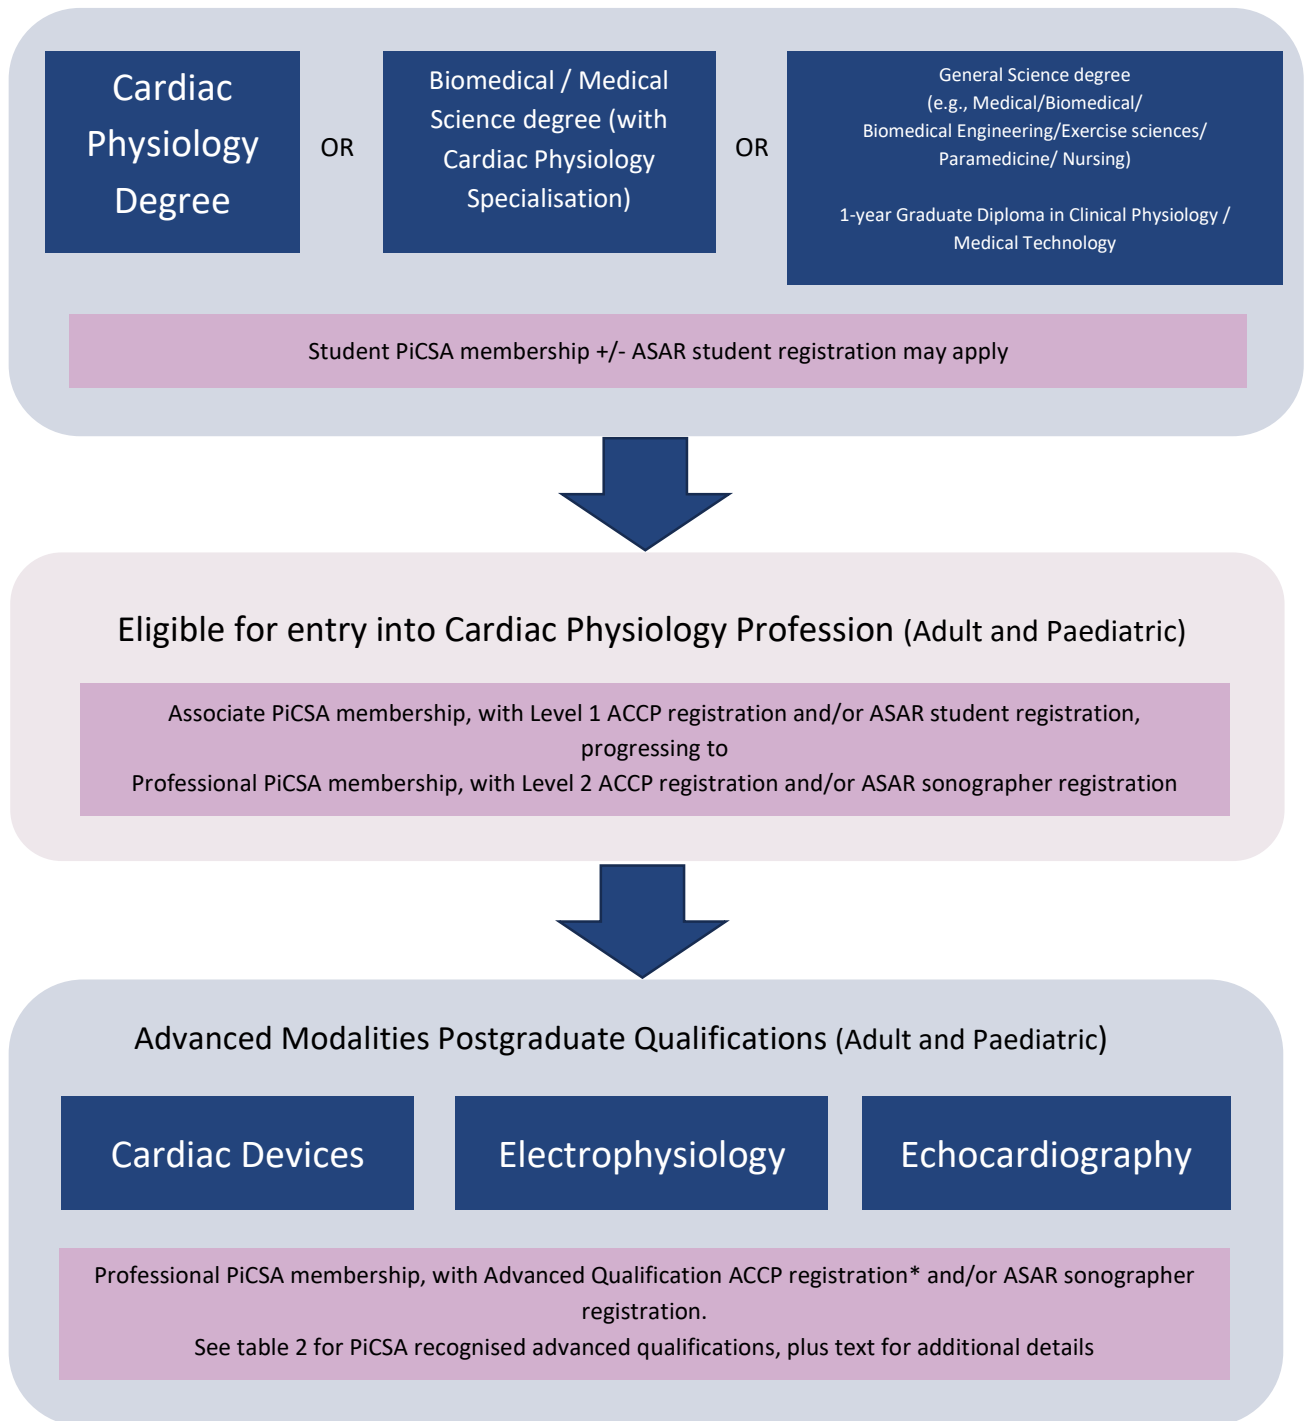 Cardiac
Physiology
Degree
OR
Biomedical / Medical
Science degree (with
Cardiac Physiology
Specialisation)
OR
General Science degree
(e.g., Medical/Biomedical/
Biomedical Engineering/Exercise sciences/
Paramedicine/ Nursing)
1-year Graduate Diploma in Clinical Physiology /
Medical Technology
Student PiCSA membership +/- ASAR student registration may apply
Eligible for entry into Cardiac Physiology Profession (Adult and Paediatric)
Associate PiCSA membership, with Level 1 ACCP registration and/or ASAR student registration,
progressing to
Professional PiCSA membership, with Level 2 ACCP registration and/or ASAR sonographer registration
Advanced Modalities Postgraduate Qualifications (Adult and Paediatric)
Cardiac Devices
Electrophysiology
Echocardiography
Professional PiCSA membership, with Advanced Qualification ACCP registration* and/or ASAR sonographer
registration.
See table 2 for PiCSA recognised advanced qualifications, plus text for additional details